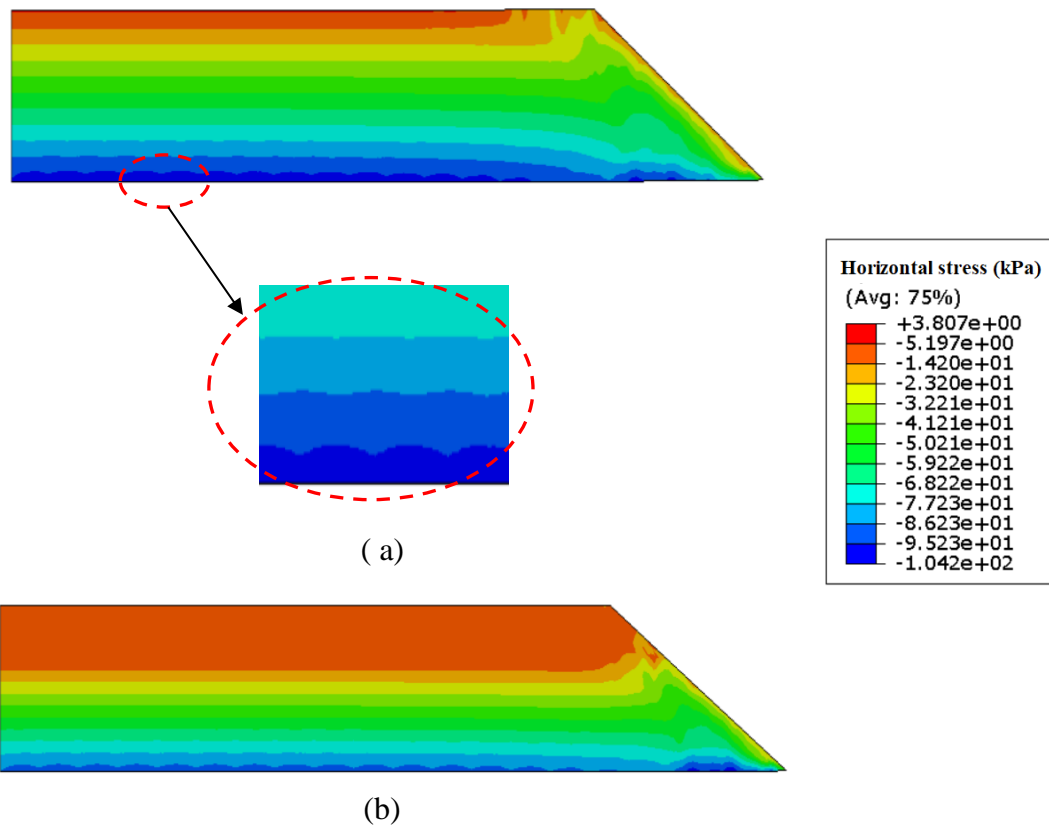 Horizontal stress (kPa)
(Avg: 75%)
+3.807e+00
-5.197e+00
-1.420e+01
-2.320e+01
-3.221e+01
-4.121e+01
-5.021e+01
-5.922e+01
-6.822e+01
-7.723e+01
-8.623e+01
-9.523e+01
-1.042e+02
( a)
(b)